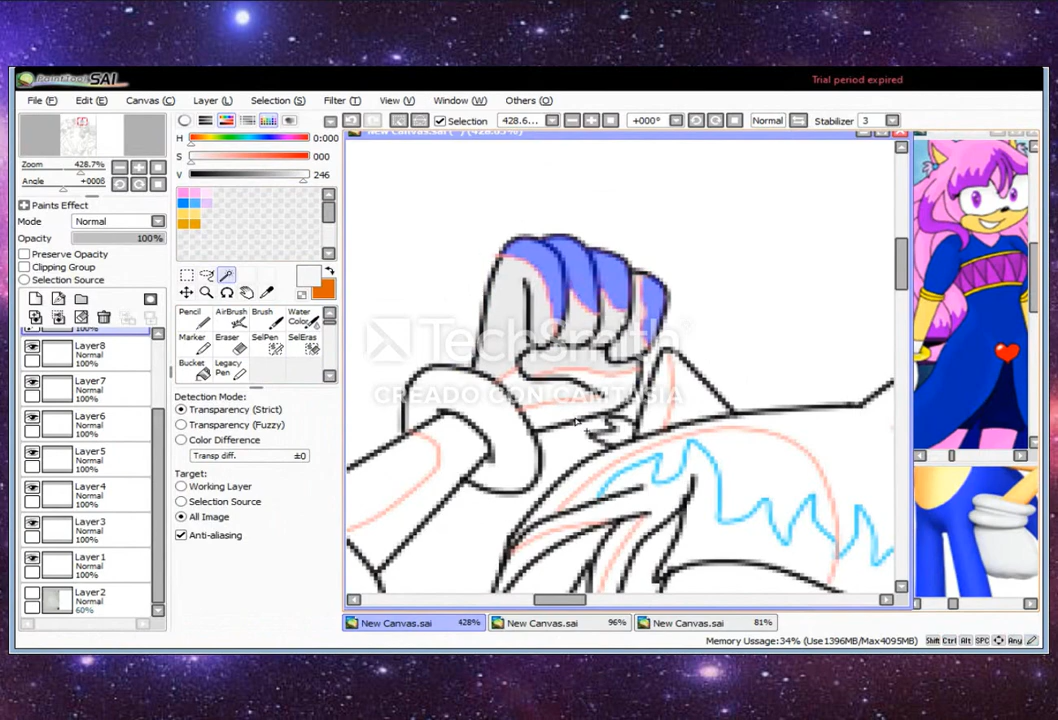 PaintTool SAI
Trial period expired
File (F) Edit (E) Canvas (C) Layer (L) Selection (S) Filter (T) View (V) Window (W) Others (O)
Selection 428.6... +000° Normal Stabilizer 3
H 0:000
S 000
V 246
Zoom 428.7%
Angle +0008
Paints Effect
Mode Normal
Opacity 100%
Preserve Opacity
Clipping Group
Selection Source
100%
Layer8
Normal
100%
Layer7
Normal
100%
Layer6
Normal
100%
Layer5
Normal
100%
Layer4
Normal
100%
Layer3
Normal
100%
Layer1
Normal
100%
Layer2
Normal
60%
Pencil AirBrush Brush Water Color
Marker Eraser SelPen SelEras
Bucket Legacy Pen
Detection Mode:
Transparency (Strict)
Transparency (Fuzzy)
Color Difference
Transp diff. ±0
Target:
Working Layer
Selection Source
All Image
Anti-aliasing
TechSmith
CREADO CON CAMTASIA
New Canvas.sai 428% New Canvas.sai 96% New Canvas.sai 81%
Memory Ussage:34% (Use1396MB/Max4095MB) Shift Ctrl Alt SPC Any